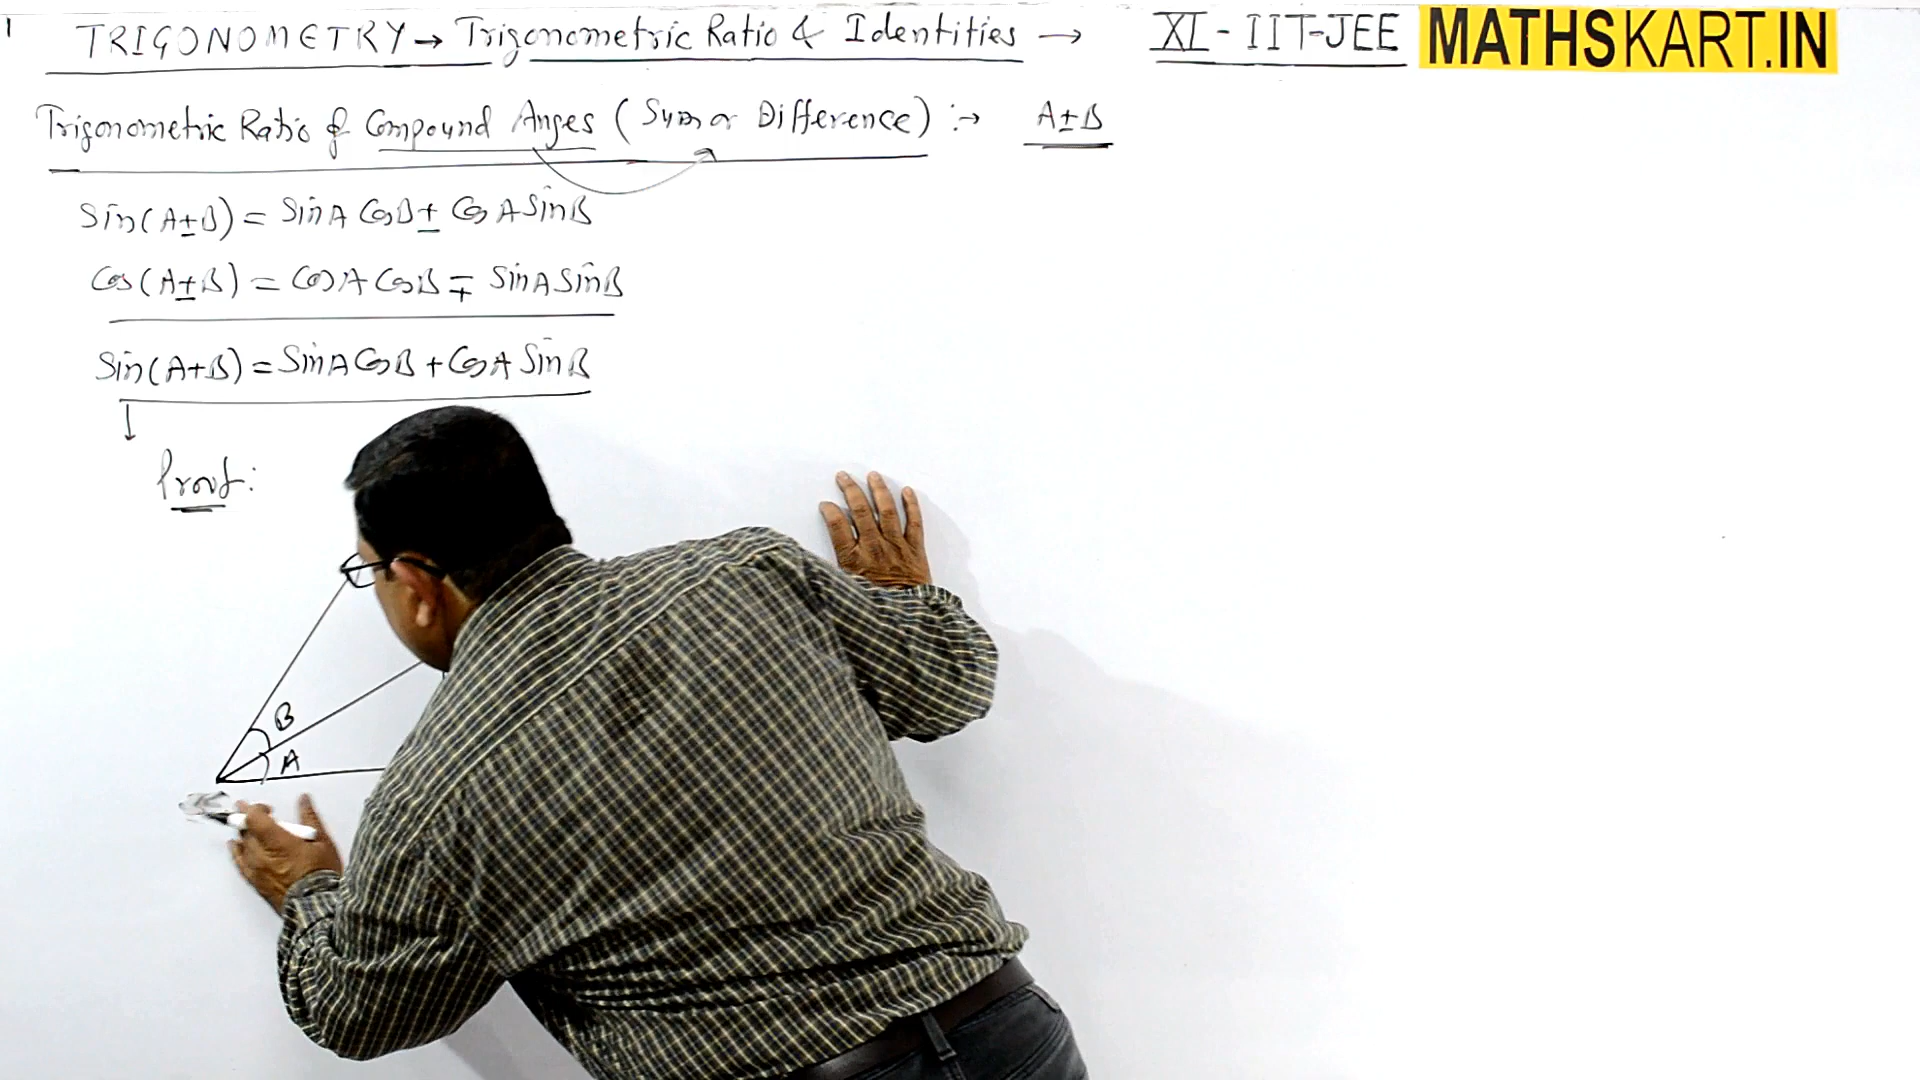 1
TRIGONOMETRY → Trigonometric Ratio & Identities → XI - IIT-JEE MATHSKART.IN
Trigonometric Ratio of Compound Anges (Sum or Difference) :→ A±B
Sin(A±B) = SinA CosB ± CosA SinB
Cos(A±B) = CosA CosB ∓ SinA SinB
Sin(A+B) = SinA CosB + CosA SinB
↓
Proof:
B
A